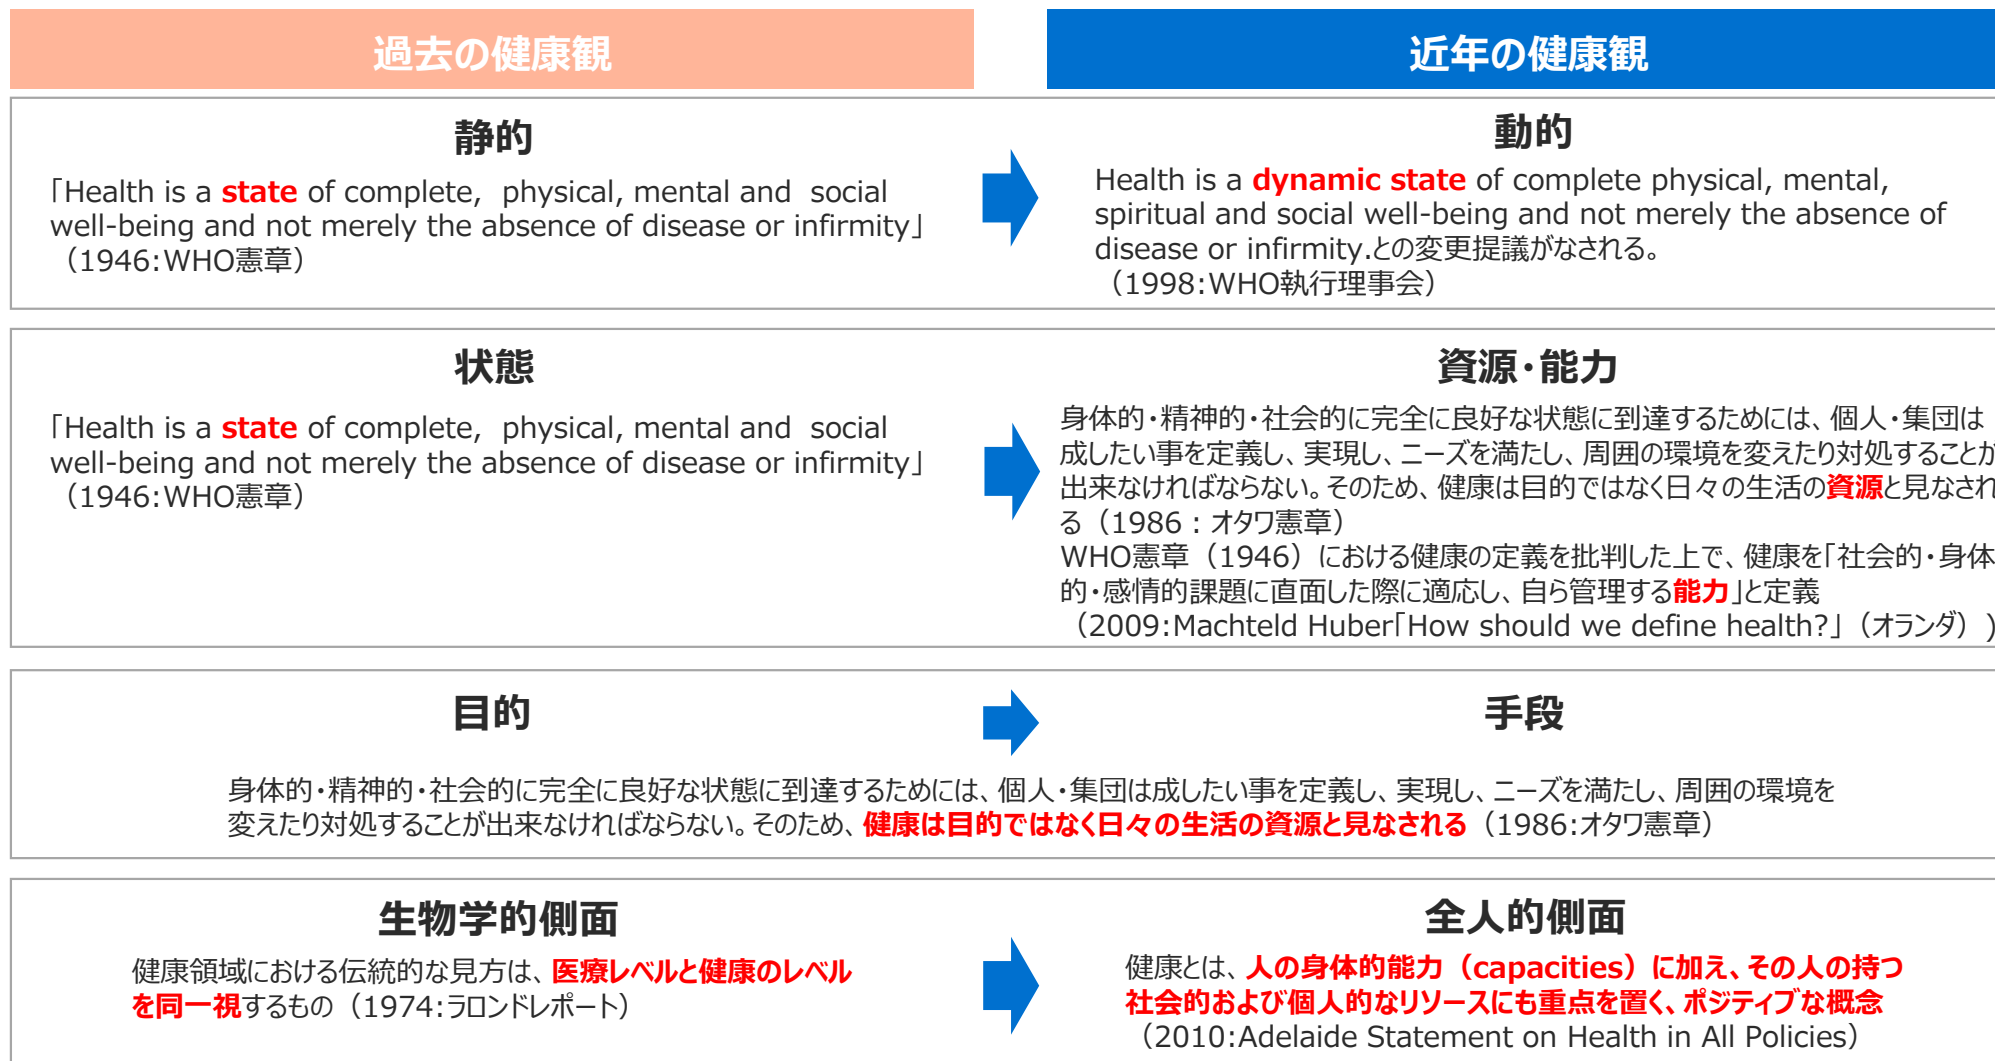 過去の健康観
近年の健康観
静的
「Health is a state of complete, physical, mental and social
well-being and not merely the absence of disease or infirmity」
（1946:WHO憲章）
動的
Health is a dynamic state of complete physical, mental,
spiritual and social well-being and not merely the absence of
disease or infirmity.との変更提議がなされる。
（1998:WHO執行理事会）
状態
「Health is a state of complete, physical, mental and social
well-being and not merely the absence of disease or infirmity」
（1946:WHO憲章）
資源・能力
身体的・精神的・社会的に完全に良好な状態に到達するためには、個人・集団は
成したい事を定義し、実現し、ニーズを満たし、周囲の環境を変えたり対処することが
出来なければならない。そのため、健康は目的ではなく日々の生活の資源と見なされ
る（1986：オタワ憲章）
WHO憲章（1946）における健康の定義を批判した上で、健康を「社会的・身体
的・感情的課題に直面した際に適応し、自ら管理する能力」と定義
（2009:Machteld Huber「How should we define health?」（オランダ））
目的
手段
身体的・精神的・社会的に完全に良好な状態に到達するためには、個人・集団は成したい事を定義し、実現し、ニーズを満たし、周囲の環境を
変えたり対処することが出来なければならない。そのため、健康は目的ではなく日々の生活の資源と見なされる（1986:オタワ憲章）
生物学的側面
健康領域における伝統的な見方は、医療レベルと健康のレベル
を同一視するもの（1974:ラロンドレポート）
全人的側面
健康とは、人の身体的能力（capacities）に加え、その人の持つ
社会的および個人的なリソースにも重点を置く、ポジティブな概念
（2010:Adelaide Statement on Health in All Policies）